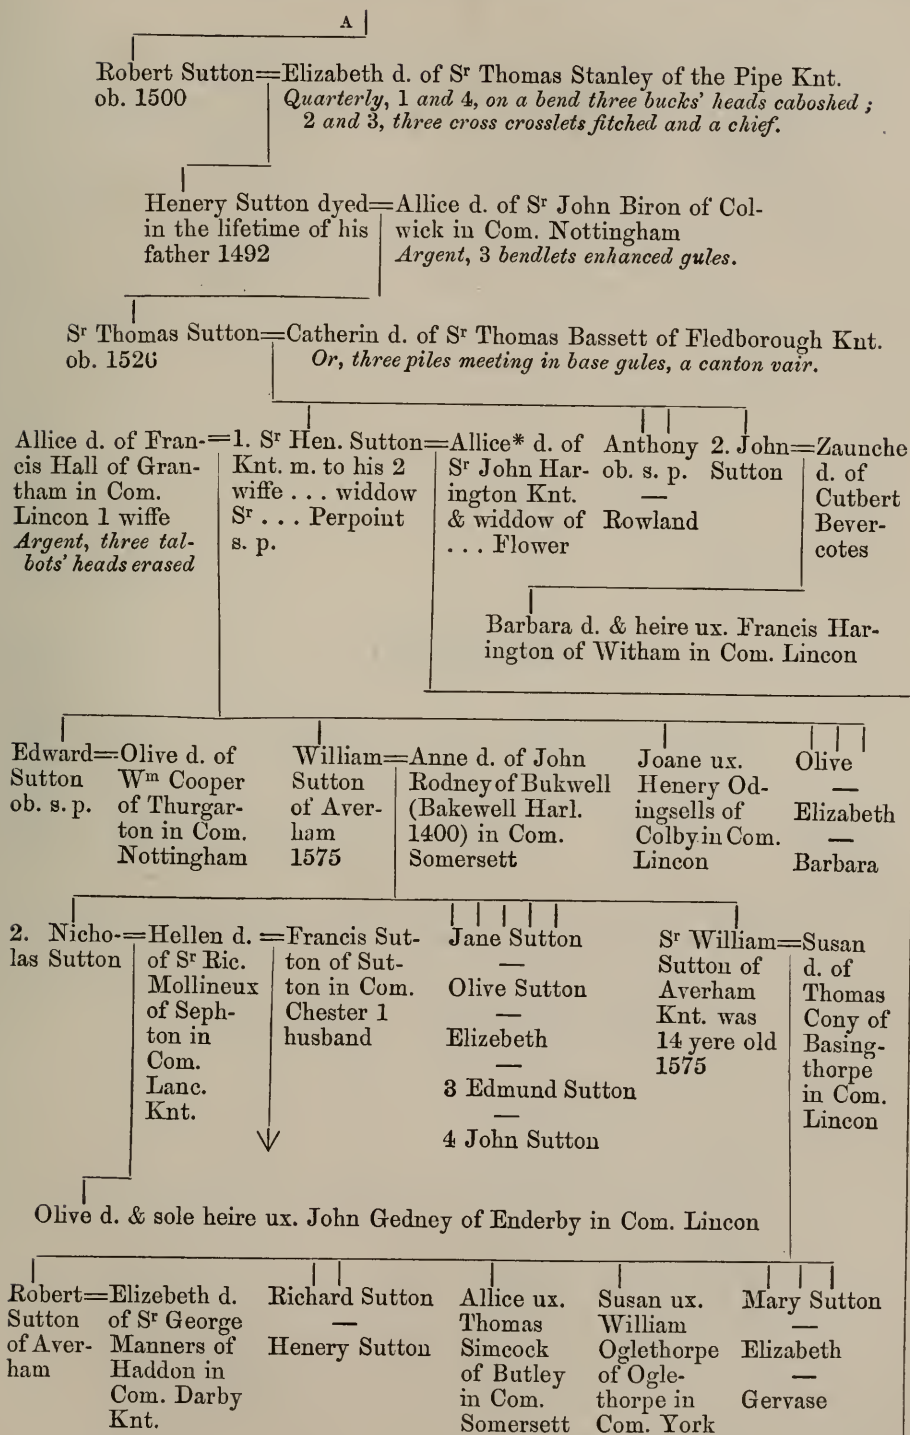 A
Robert Sutton=Elizabeth d. of Sʳ Thomas Stanley of the Pipe Knt.
ob. 1500
Quarterly, 1 and 4, on a bend three bucks' heads caboshed ;
2 and 3, three cross crosslets fitched and a chief.
Henery Sutton dyed=
in the lifetime of his
father 1492
Allice d. of Sʳ John Biron of Col-
wick in Com. Nottingham
Argent, 3 bendlets enhanced gules.
Sʳ Thomas Sutton=Catherin d. of Sʳ Thomas Bassett of Fledborough Knt.
ob. 1526
Or, three piles meeting in base gules, a canton vair.
Allice d. of Fran-=
cis Hall of Gran-
tham in Com.
Lincon 1 wiffe
Argent, three tal-
bots' heads erased
1. Sʳ Hen. Sutton=
Knt. m. to his 2
wiffe . . . widdow
Sʳ . . . Perpoint
s. p.
Allice* d. of
Sʳ John Har-
ington Knt.
& widdow of
. . . Flower
Anthony
ob. s. p.
—
Rowland
2. John=
Sutton
Zaunche
d. of
Cutbert
Bever-
cotes
Barbara d. & heire ux. Francis Har-
ington of Witham in Com. Lincon
Edward=
Sutton
ob. s. p.
Olive d. of
Wᵐ Cooper
of Thurgar-
ton in Com.
Nottingham
William=
Sutton
of Aver-
ham
1575
Anne d. of John
Rodney of Bukwell
(Bakewell Harl.
1400) in Com.
Somersett
Joane ux.
Henery Od-
ingsells of
Colby in Com.
Lincon
Olive
—
Elizabeth
—
Barbara
2. Nicho-=
las Sutton
Hellen d. =
of Sʳ Ric.
Mollineux
of Seph-
ton in
Com.
Lanc.
Knt.
Francis Sut-
ton of Sut-
ton in Com.
Chester 1
husband
Jane Sutton
—
Olive Sutton
—
Elizebeth
—
3 Edmund Sutton
—
4 John Sutton
Sʳ William=
Sutton of
Averham
Knt. was
14 yere old
1575
Susan
d. of
Thomas
Cony of
Basing-
thorpe
in Com.
Lincon
Olive d. & sole heire ux. John Gedney of Enderby in Com. Lincon
Robert=
Sutton
of Aver-
ham
Elizebeth d.
of Sʳ George
Manners of
Haddon in
Com. Darby
Knt.
Richard Sutton
—
Henery Sutton
Allice ux.
Thomas
Simcock
of Butley
in Com.
Somersett
Susan ux.
William
Oglethorpe
of Ogle-
thorpe in
Com. York
Mary Sutton
—
Elizabeth
—
Gervase